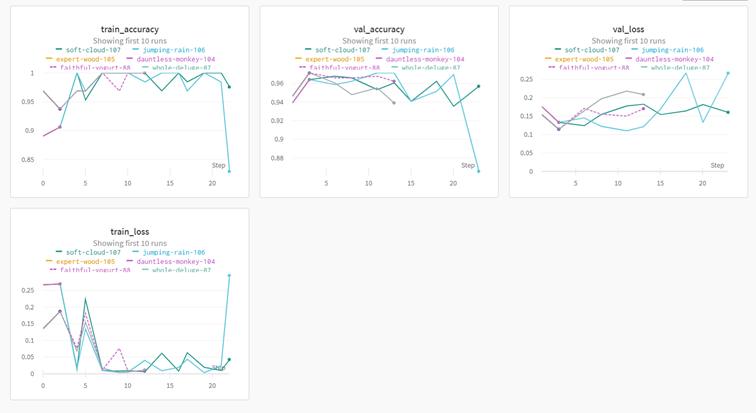 train_accuracy
Showing first 10 runs
soft-cloud-107 jumping-rain-106
expert-wood-105 dauntless-monkey-104
faithful-yogurt-88 whole-deluge-87
1
0.95
0.9
0.85
Step
0 5 10 15 20
val_accuracy
Showing first 10 runs
soft-cloud-107 jumping-rain-106
expert-wood-105 dauntless-monkey-104
faithful-yogurt-88 whole-deluge-87
0.96
0.94
0.92
0.9
0.88
Step
0 5 10 15 20
val_loss
Showing first 10 runs
soft-cloud-107 jumping-rain-106
expert-wood-105 dauntless-monkey-104
faithful-yogurt-88 whole-deluge-87
0.25
0.2
0.15
0.1
0.05
0
Step
5 10 15 20
train_loss
Showing first 10 runs
soft-cloud-107 jumping-rain-106
expert-wood-105 dauntless-monkey-104
faithful-yogurt-88 whole-deluge-87
0.25
0.2
0.15
0.1
0.05
0
Step
0 5 10 15 20